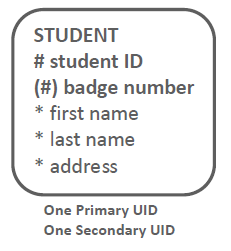 STUDENT
# student ID
(#) badge number
* first name
* last name
* address
One Primary UID
One Secondary UID